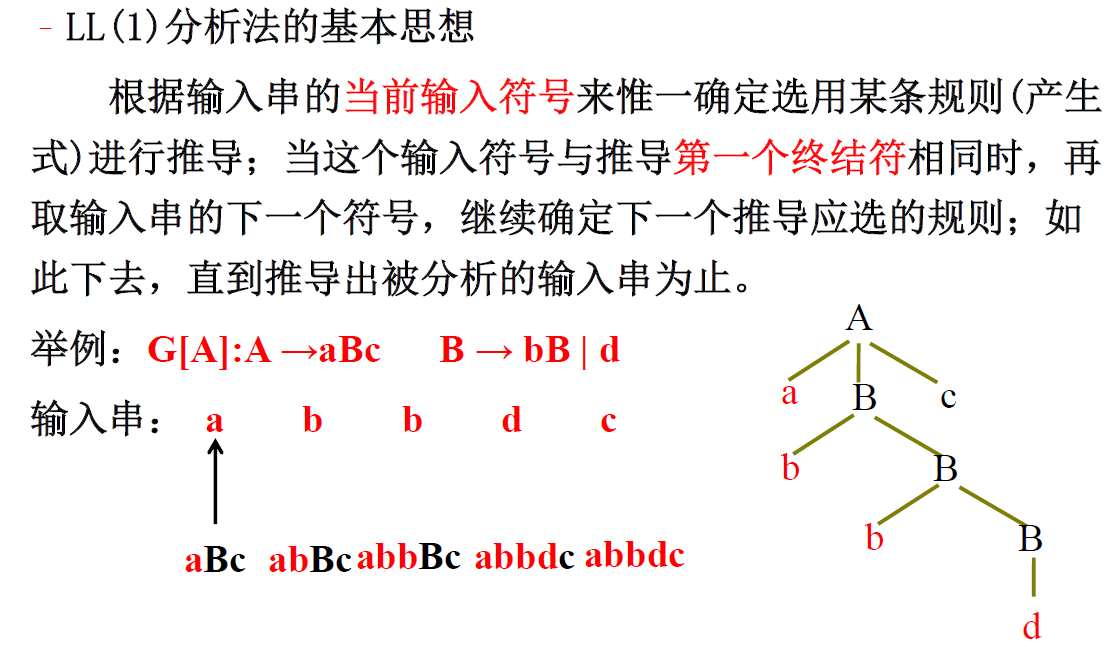 - LL(1)分析法的基本思想
根据输入串的当前输入符号来惟一确定选用某条规则(产生
式)进行推导；当这个输入符号与推导第一个终结符相同时，再
取输入串的下一个符号，继续确定下一个推导应选的规则；如
此下去，直到推导出被分析的输入串为止。
举例：G[A]:A →aBc B → bB | d
输入串： a b b d c
aBc abBc abbBc abbdc abbdc
A
a B c
b B
b B
d